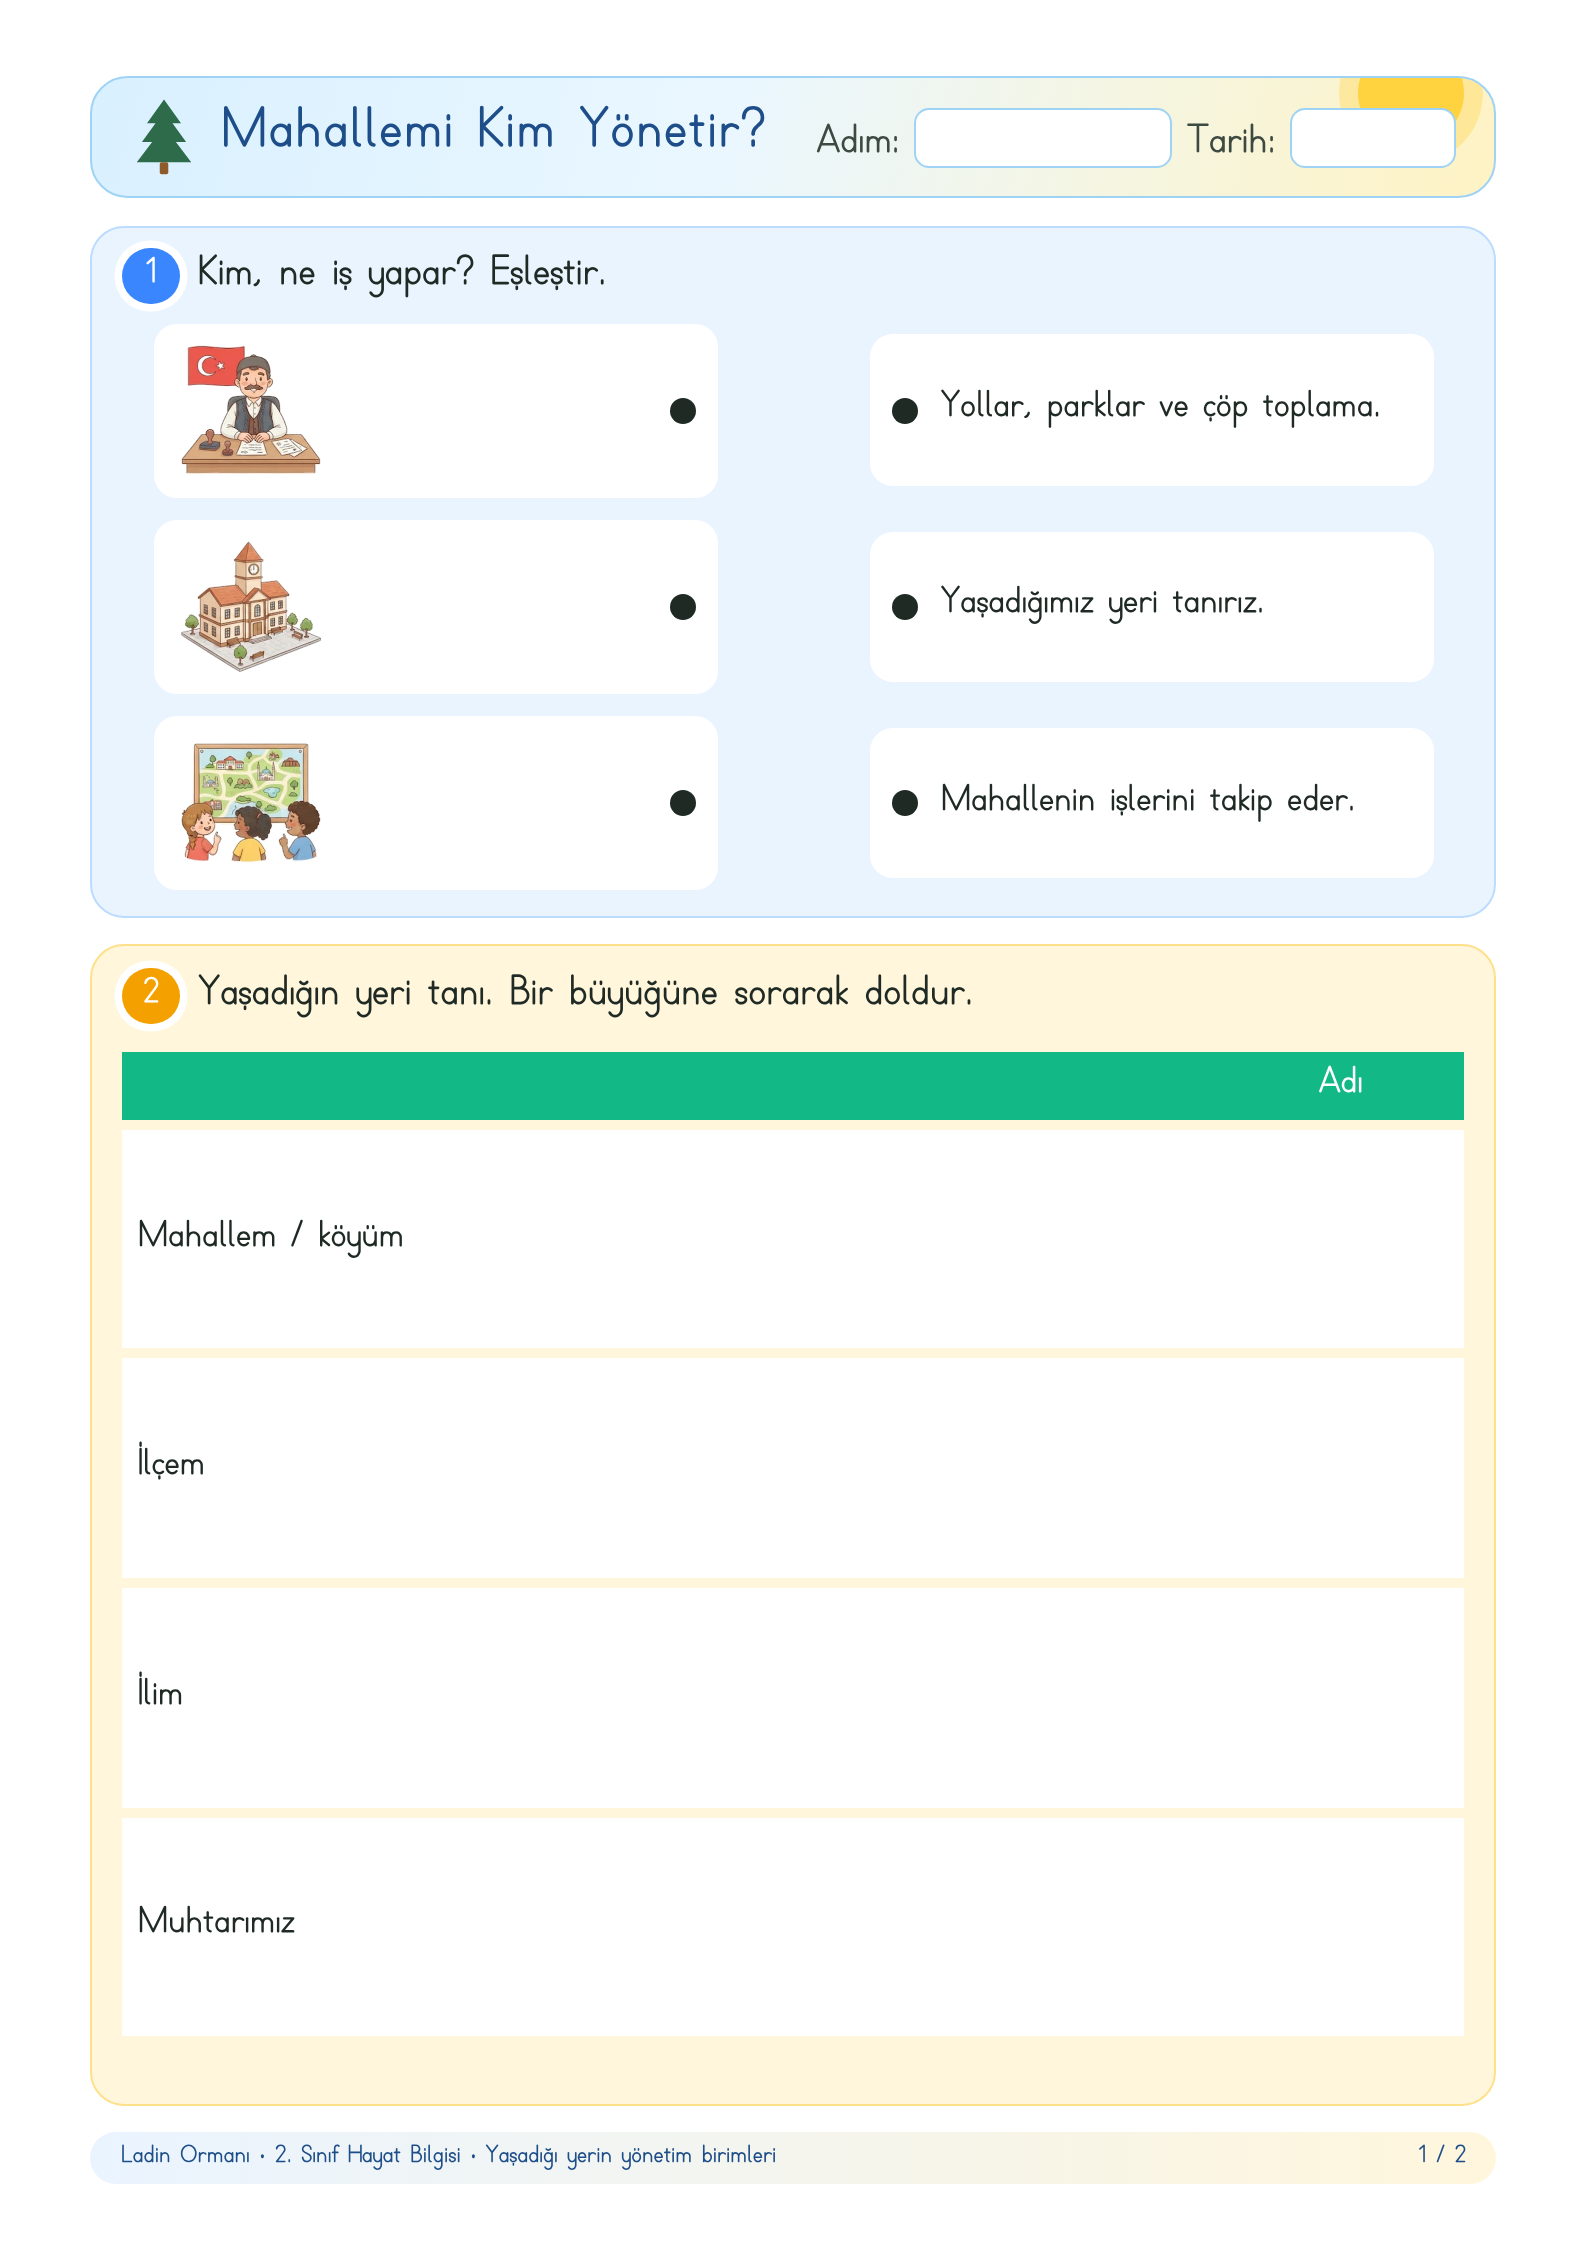 Mahallemi Kim Yönetir?
Adım:
Tarih:
1
Kim, ne iş yapar? Eşleştir.
Yollar, parklar ve çöp toplama.
Yaşadığımız yeri tanırız.
Mahallenin işlerini takip eder.
2
Yaşadığın yeri tanı. Bir büyüğüne sorarak doldur.
Adı
Mahallem / köyüm
İlçem
İlim
Muhtarımız
Ladin Ormanı • 2. Sınıf Hayat Bilgisi • Yaşadığı yerin yönetim birimleri
1 / 2